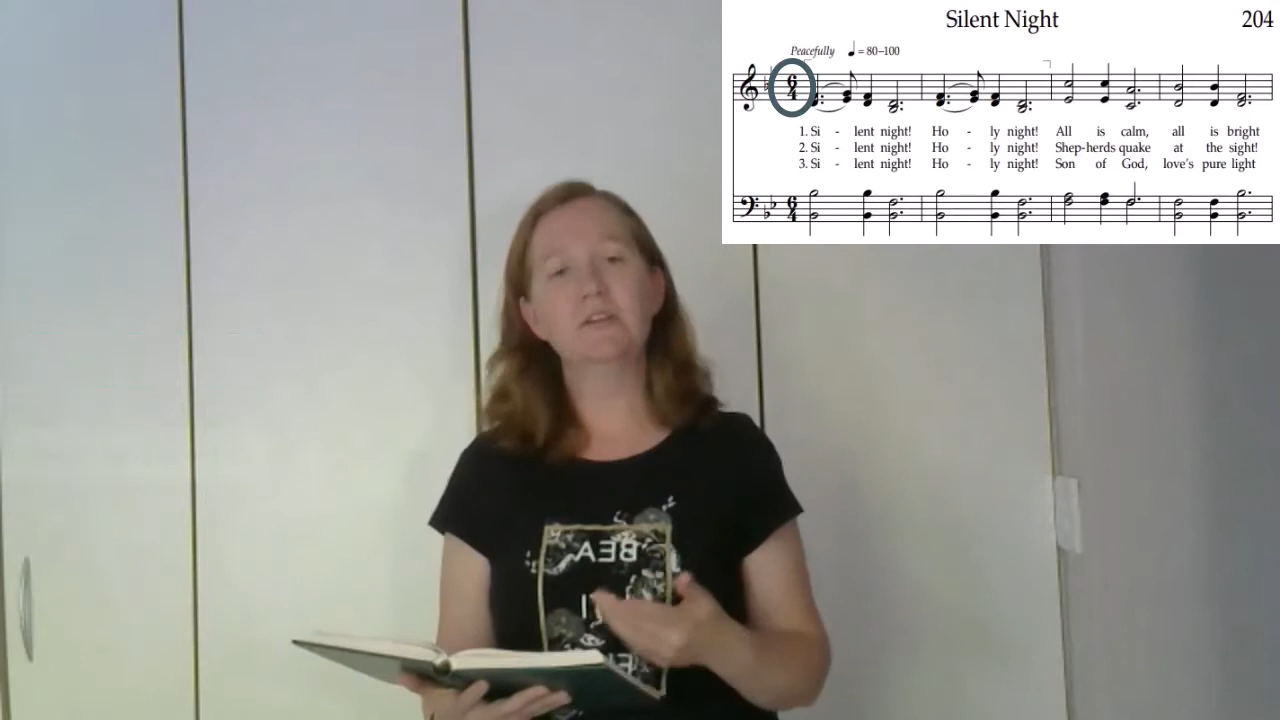 Silent Night 204
Peacefully ♩ = 80–100
6
4
1. Si - lent night! Ho - ly night! All is calm, all is bright
2. Si - lent night! Ho - ly night! Shep-herds quake at the sight!
3. Si - lent night! Ho - ly night! Son of God, love's pure light
6
4
BEA